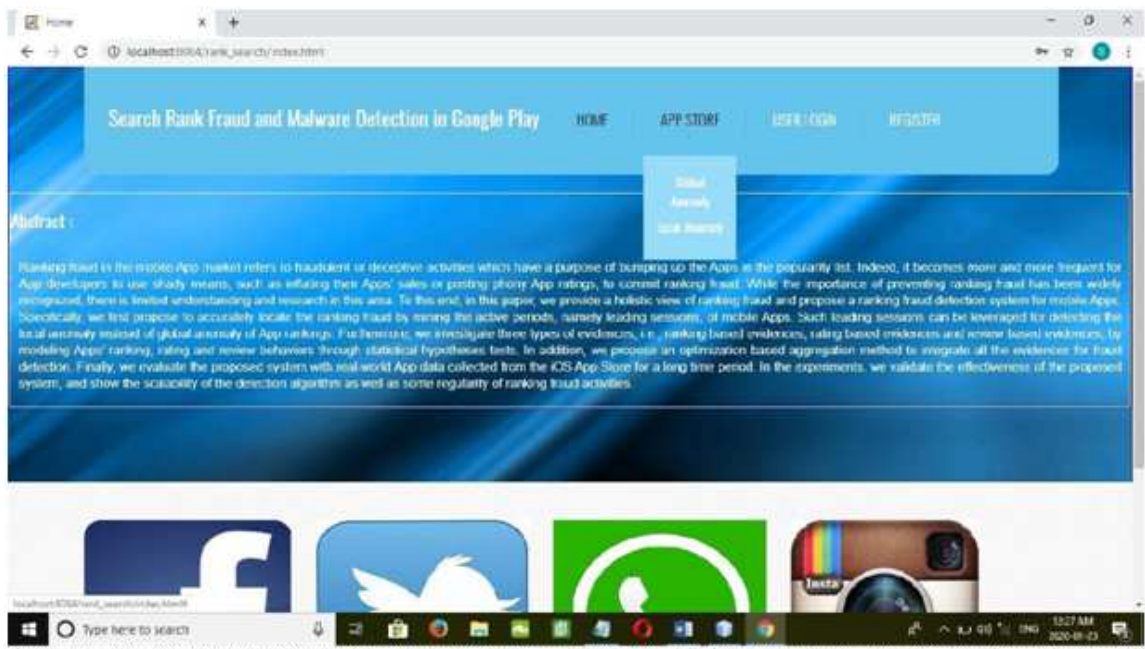 Home
localhost:8084/rank_search/index.html
Search Rank Fraud and Malware Detection in Google Play
HOME
APP STORE
USER LOGIN
REGISTER
Global
Anomaly
Local Anomaly
Abstract :
Ranking fraud in the mobile App market refers to fraudulent or deceptive activities which have a purpose of bumping up the Apps in the popularity list. Indeed, it becomes more and more frequent for
App developers to use shady means, such as inflating their Apps' sales or posting phony App ratings, to commit ranking fraud. While the importance of preventing ranking fraud has been widely
recognized, there is limited understanding and research in this area. To this end, in this paper, we provide a holistic view of ranking fraud and propose a ranking fraud detection system for mobile Apps.
Specifically, we first propose to accurately locate the ranking fraud by mining the active periods, namely leading sessions, of mobile Apps. Such leading sessions can be leveraged for detecting the
local anomaly instead of global anomaly of App rankings. Furthermore, we investigate three types of evidences, i.e., ranking based evidences, rating based evidences and review based evidences, by
modeling Apps' ranking, rating and review behaviors through statistical hypotheses tests. In addition, we propose an optimization based aggregation method to integrate all the evidences for fraud
detection. Finally, we evaluate the proposed system with real-world App data collected from the iOS App Store for a long time period. In the experiments, we validate the effectiveness of the proposed
system, and show the scalability of the detection algorithm as well as some regularity of ranking fraud activities.
Insta
localhost:8084/rank_search/index.html#
Type here to search
ENG
2020-01-23